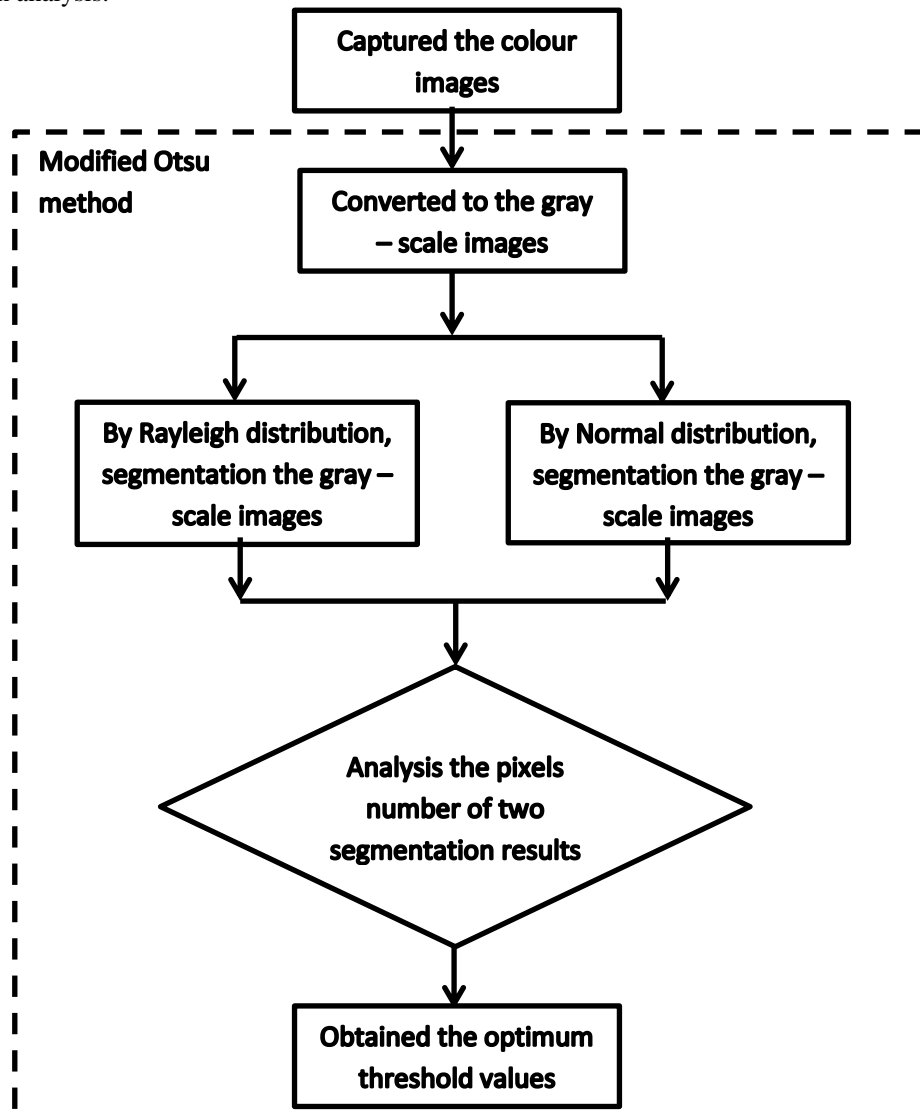 analysis.
Captured the colour
images
Modified Otsu
method
Converted to the gray
– scale images
By Rayleigh distribution,
segmentation the gray –
scale images
By Normal distribution,
segmentation the gray –
scale images
Analysis the pixels
number of two
segmentation results
Obtained the optimum
threshold values